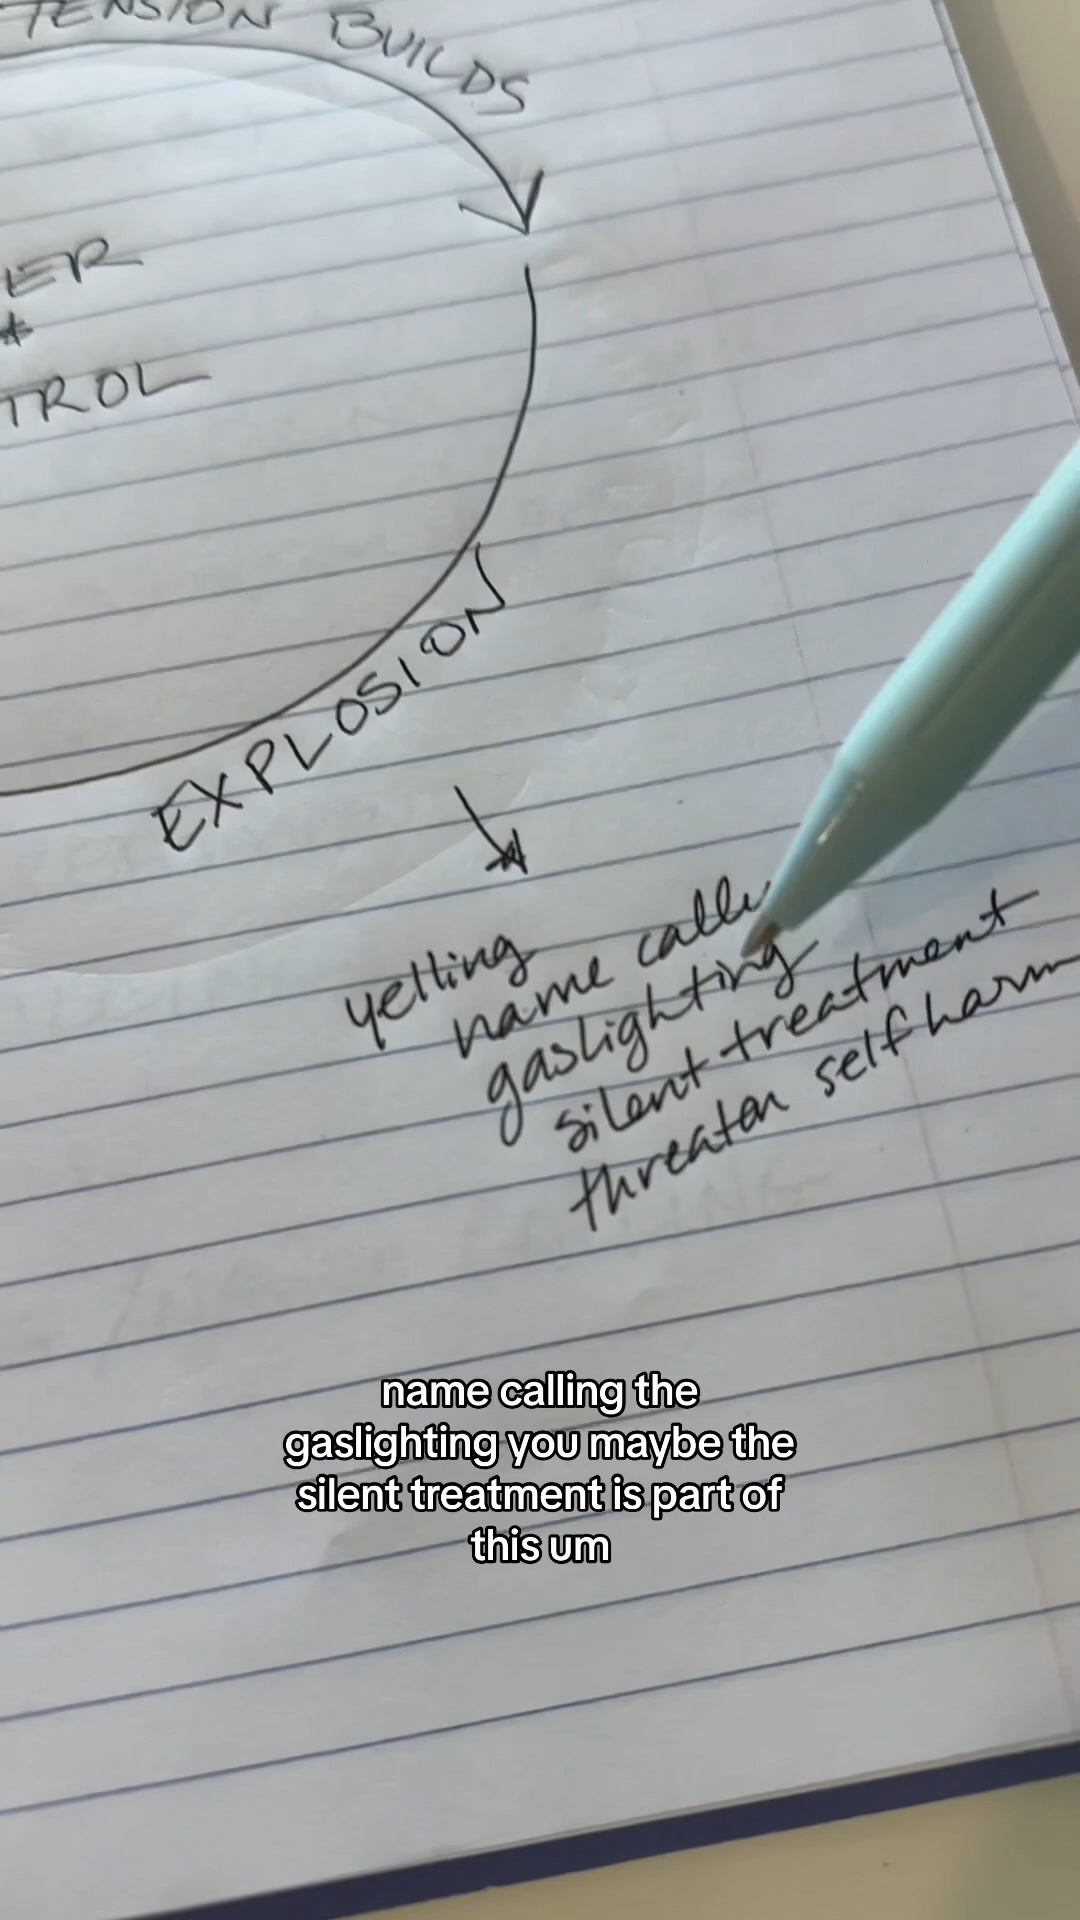 TENSION BUILDS
ER
*
TROL
EXPLOSION
yelling
name calli
gaslighting
silent treatment
threaten self harm
name calling the
gaslighting you maybe the
silent treatment is part of
this um